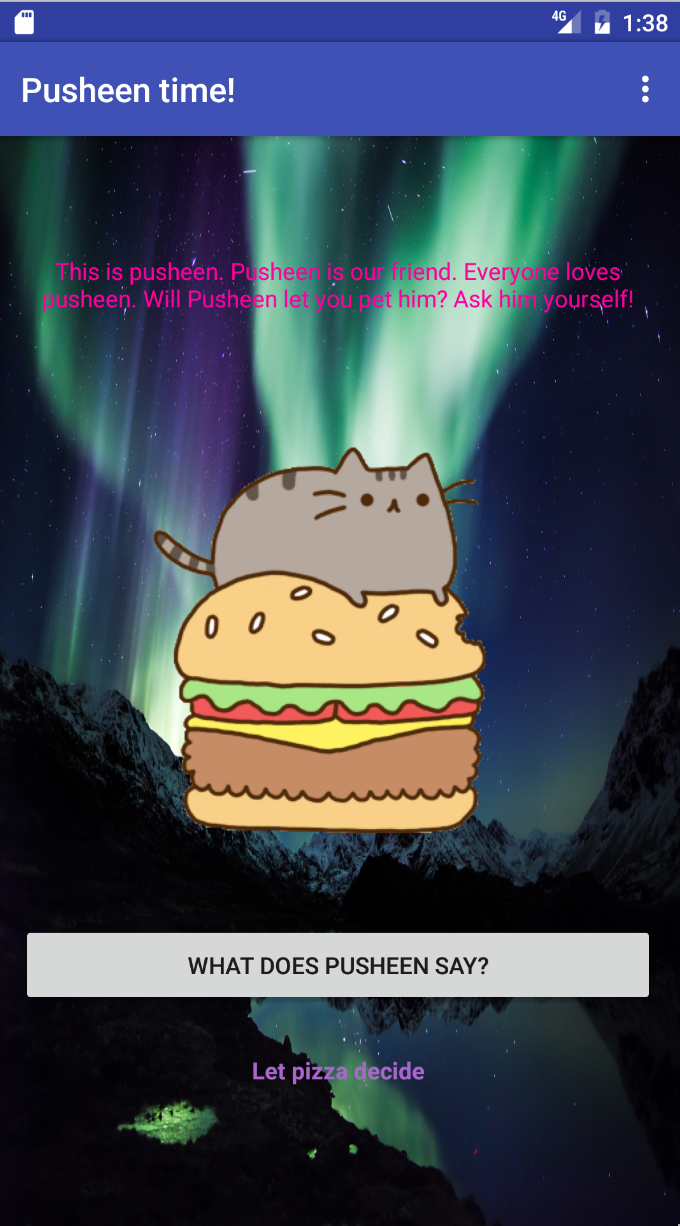 4G 1:38
Pusheen time!
This is pusheen. Pusheen is our friend. Everyone loves
pusheen. Will Pusheen let you pet him? Ask him yourself!
WHAT DOES PUSHEEN SAY?
Let pizza decide